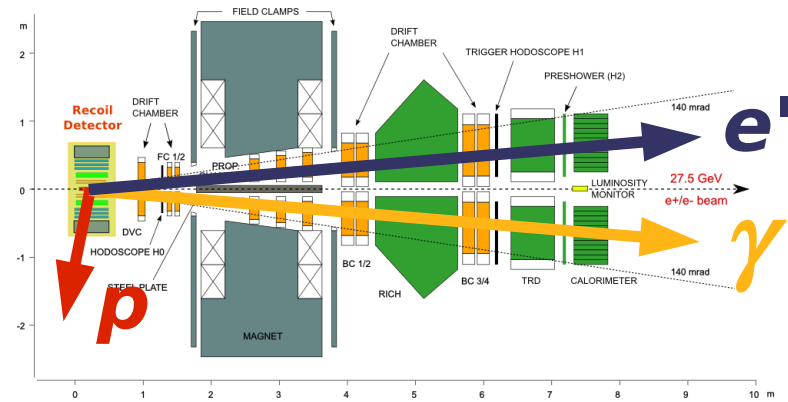 FIELD CLAMPS
m
2
1
0
-1
-2
DRIFT
CHAMBER
TRIGGER HODOSCOPE H1
PRESHOWER (H2)
140 mrad
Recoil
Detector
DRIFT
CHAMBER
FC 1/2
PROP
e'
LUMINOSITY
MONITOR
27.5 GeV
e+/e- beam
DVC
HODOSCOPE H0
STEEL PLATE
p
MAGNET
BC 1/2
RICH
BC 3/4
TRD
CALORIMETER
140 mrad
γ
0 1 2 3 4 5 6 7 8 9 10 m